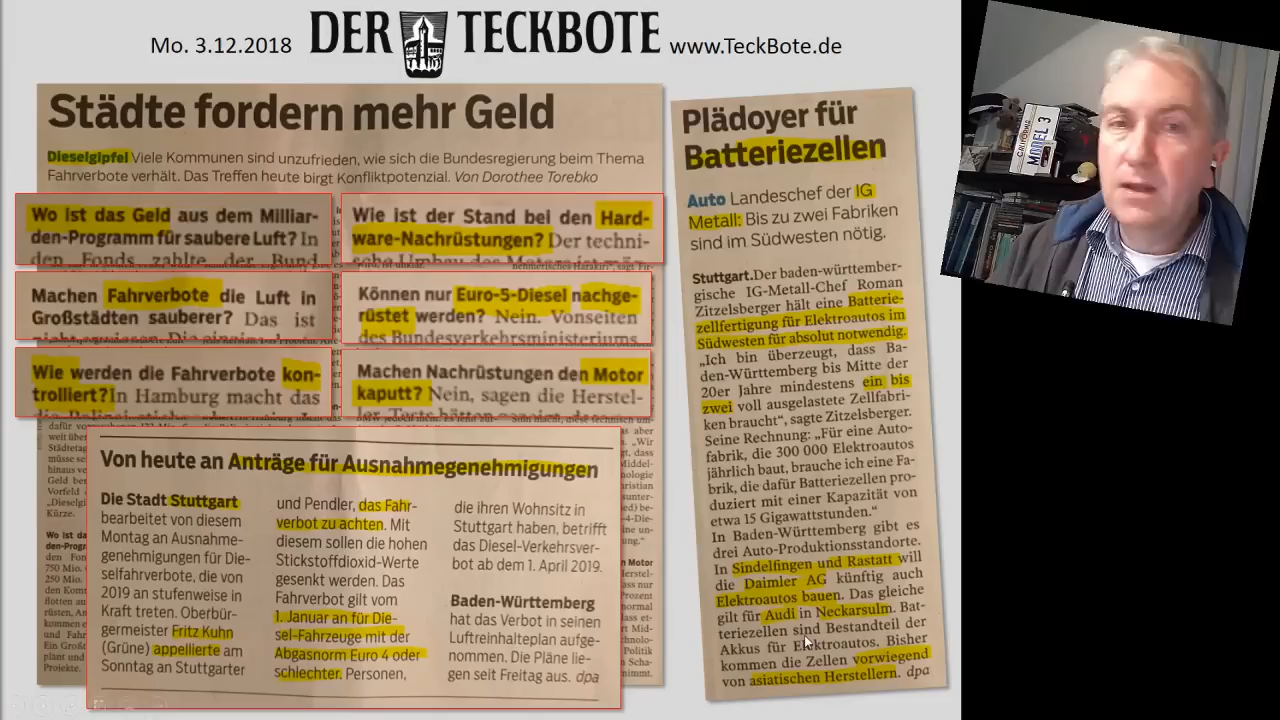 Mo. 3.12.2018
DER TECKBOTE
www.TeckBote.de
Städte fordern mehr Geld
Dieselgipfel Viele Kommunen sind unzufrieden, wie sich die Bundesregierung beim Thema
Fahrverbote verhält. Das Treffen heute birgt Konfliktpotenzial. Von Dorothee Torebko
Wo ist das Geld aus dem Milliar-
den-Programm für saubere Luft? In
den Fonds zahlte der Bund
Wie ist der Stand bei den Hard-
ware-Nachrüstungen? Der techni-
sche Umbau des Motors ist mög-
Machen Fahrverbote die Luft in
Großstädten sauberer? Das ist
Können nur Euro-5-Diesel nachge-
rüstet werden? Nein. Vonseiten
des Bundesverkehrsministeriums
Wie werden die Fahrverbote kon-
trolliert? In Hamburg macht das
Machen Nachrüstungen den Motor
kaputt? Nein, sagen die Herstel-
Von heute an Anträge für Ausnahmegenehmigungen
Die Stadt Stuttgart
bearbeitet von diesem
Montag an Ausnahme-
genehmigungen für Die-
selfahrverbote, die von
2019 an stufenweise in
Kraft treten. Oberbür-
germeister Fritz Kuhn
(Grüne) appellierte am
Sonntag an Stuttgarter
und Pendler, das Fahr-
verbot zu achten. Mit
diesem sollen die hohen
Stickstoffdioxid-Werte
gesenkt werden. Das
Fahrverbot gilt vom
1. Januar an für Die-
sel-Fahrzeuge mit der
Abgasnorm Euro 4 oder
schlechter. Personen,
die ihren Wohnsitz in
Stuttgart haben, betrifft
das Diesel-Verkehrsver-
bot ab dem 1. April 2019.
Baden-Württemberg
hat das Verbot in seinen
Luftreinhalteplan aufge-
nommen. Die Pläne lie-
gen seit Freitag aus. dpa
Plädoyer für
Batteriezellen
Auto Landeschef der IG
Metall: Bis zu zwei Fabriken
sind im Südwesten nötig.
Stuttgart. Der baden-württember-
gische IG-Metall-Chef Roman
Zitzelsberger hält eine Batterie-
zellfertigung für Elektroautos im
Südwesten für absolut notwendig.
„Ich bin überzeugt, dass Ba-
den-Württemberg bis Mitte der
20er Jahre mindestens ein bis
zwei voll ausgelastete Zellfabri-
ken braucht“, sagte Zitzelsberger.
Seine Rechnung: „Für eine Auto-
fabrik, die 300 000 Elektroautos
jährlich baut, brauche ich eine Fa-
brik, die dafür Batteriezellen pro-
duziert mit einer Kapazität von
etwa 15 Gigawattstunden.“
In Baden-Württemberg gibt es
drei Auto-Produktionsstandorte.
In Sindelfingen und Rastatt will
die Daimler AG künftig auch
Elektroautos bauen. Das gleiche
gilt für Audi in Neckarsulm. Bat-
teriezellen sind Bestandteil der
Akkus für Elektroautos. Bisher
kommen die Zellen vorwiegend
von asiatischen Herstellern. dpa
CALIFORNIA
MODEL 3